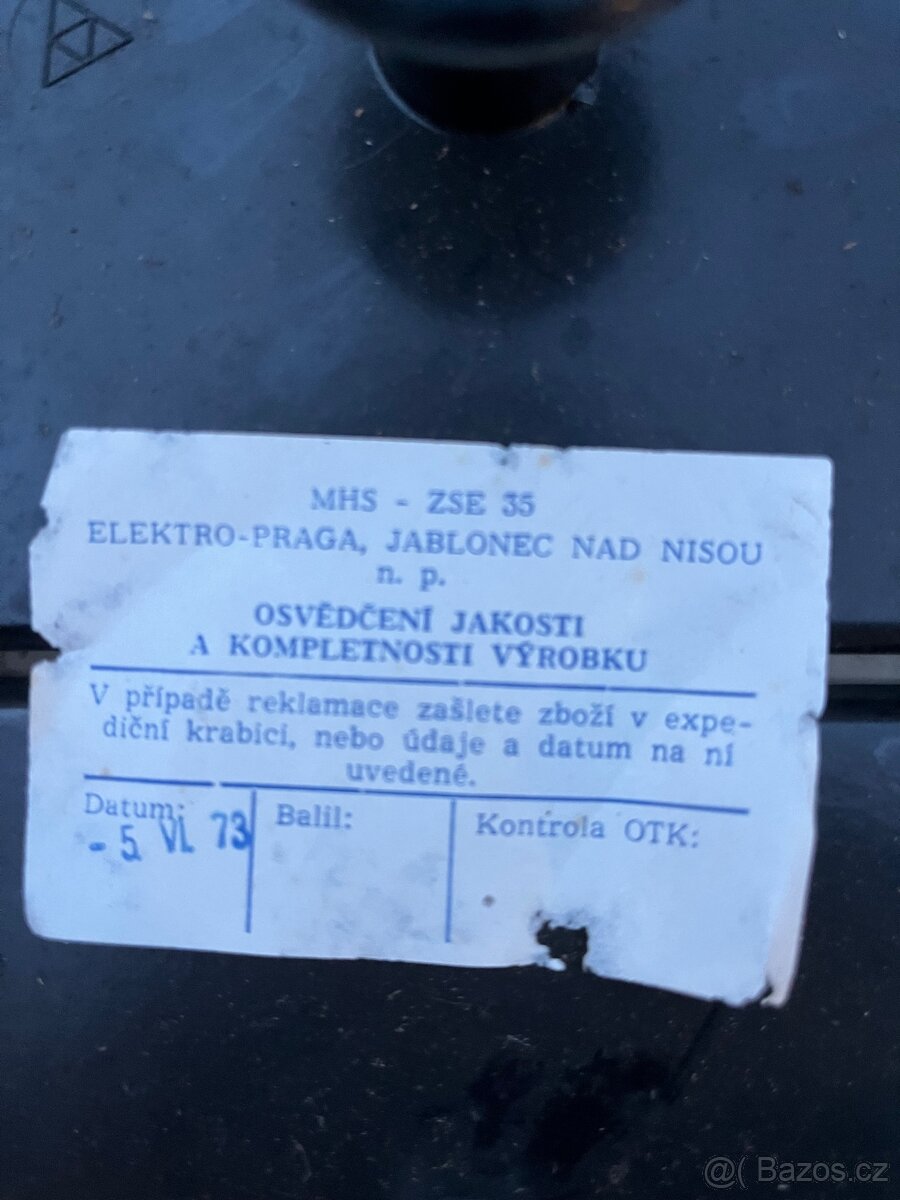 MHS - ZSE 35
ELEKTRO-PRAGA, JABLONEC NAD NISOU
n. p.
OSVĚDČENÍ JAKOSTI
A KOMPLETNOSTI VÝROBKU
V případě reklamace zašlete zboží v expe-
diční krabici, nebo údaje a datum na ní
uvedené.
Datum: Balil: Kontrola OTK:
- 5. VI. 73
@( Bazos.cz